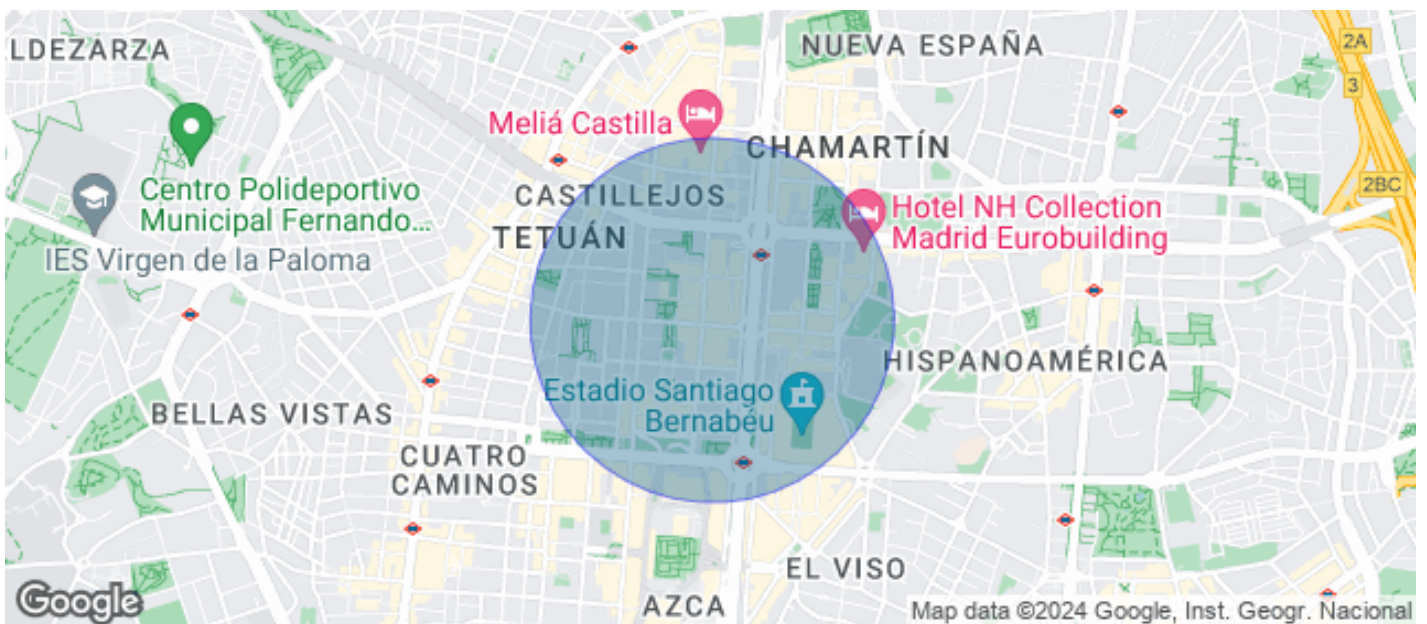 LDEZARZA
NUEVA ESPAÑA
2A
3
Meliá Castilla
CHAMARTÍN
2BC
Centro Polideportivo
Municipal Fernando...
CASTILLEJOS
Hotel NH Collection
Madrid Eurobuilding
TETUÁN
IES Virgen de la Paloma
HISPANOAMÉRICA
Estadio Santiago
Bernabéu
BELLAS VISTAS
CUATRO
CAMINOS
EL VISO
AZCA
Google
Map data ©2024 Google, Inst. Geogr. Nacional